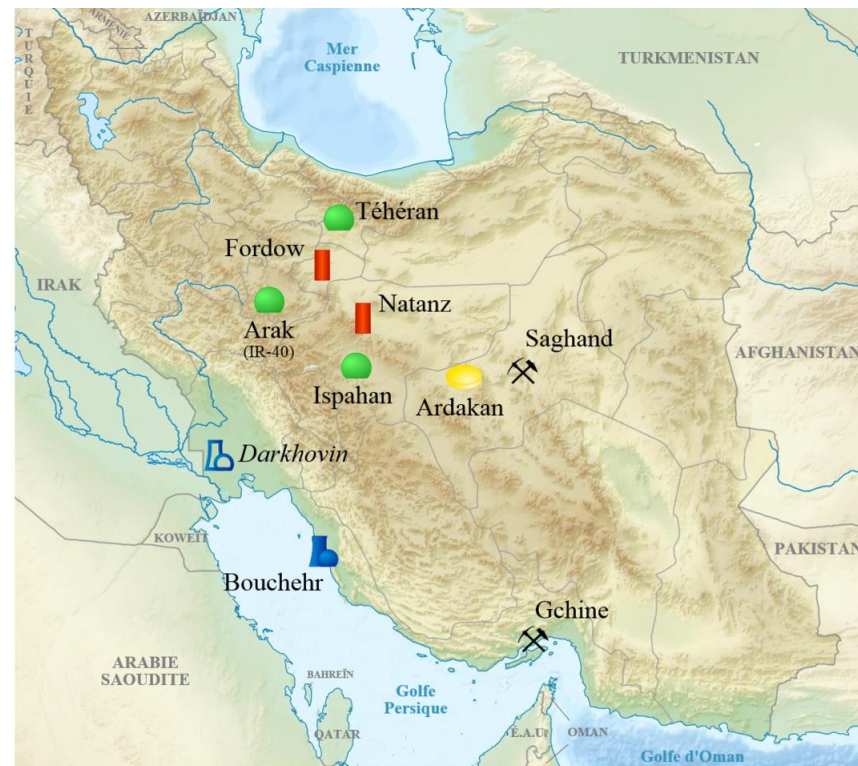 AZERBAÏDJAN
ARMÉNIE
TURQUIE
Mer
Caspienne
TURKMENISTAN
Téhéran
Fordow
IRAK
Natanz
Arak
(IR-40)
Saghand
AFGHANISTAN
Ispahan
Ardakan
Darkhovin
KOWEÏT
PAKISTAN
Bouchehr
Gchine
ARABIE
SAOUDITE
BAHREÏN
Golfe
Persique
QATAR
É.A.U
OMAN
Golfe d'Oman